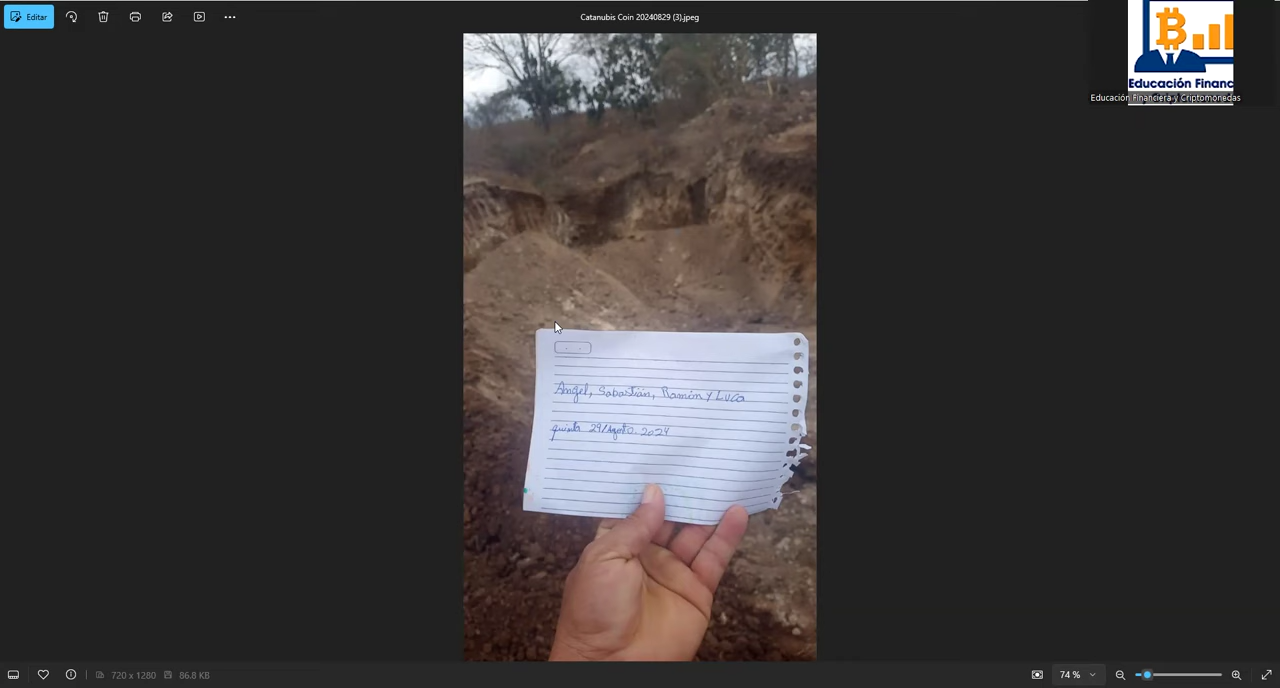 Editar
Catanubis Coin 20240829 (3).jpeg
Educación Financ
Educación Financiera y Criptomonedas
Angel, Sabastian, Ramón y Luca
quinta 29/Agosto. 2024
720 x 1280
86.8 KB
74 %